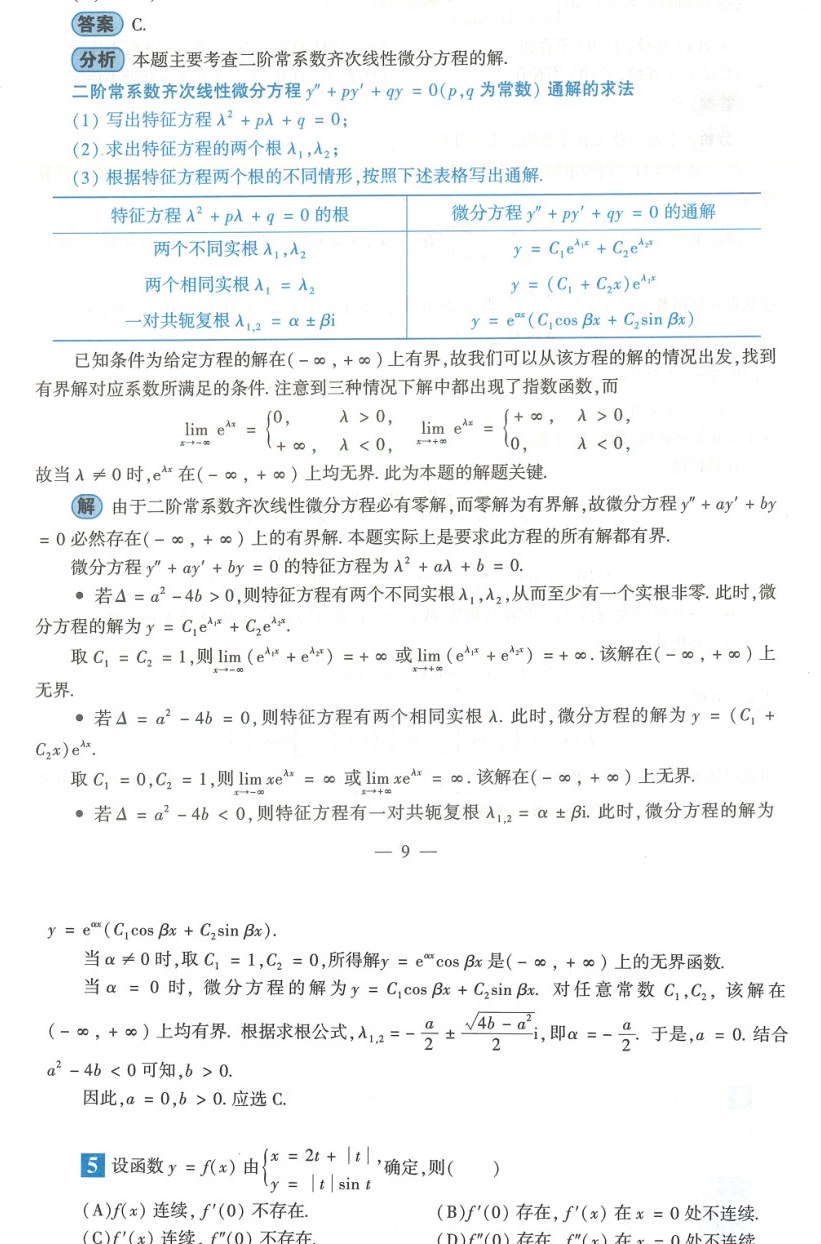 答案 C.
分析 本题主要考查二阶常系数齐次线性微分方程的解.
二阶常系数齐次线性微分方程 y″ + py′ + qy = 0(p,q 为常数) 通解的求法
(1) 写出特征方程 λ² + pλ + q = 0;
(2) 求出特征方程的两个根 λ₁,λ₂;
(3) 根据特征方程两个根的不同情形,按照下述表格写出通解.
特征方程 λ² + pλ + q = 0 的根 微分方程 y″ + py′ + qy = 0 的通解
两个不同实根 λ₁,λ₂ y = C₁e^{λ₁x} + C₂e^{λ₂x}
两个相同实根 λ₁ = λ₂ y = (C₁ + C₂x)e^{λ₁x}
一对共轭复根 λ₁,₂ = α ± βi y = e^{αx}(C₁cos βx + C₂sin βx)
已知条件为给定方程的解在(-∞, +∞) 上有界,故我们可以从该方程的解的情况出发,找到
有界解对应系数所满足的条件. 注意到三种情况下解中都出现了指数函数,而
lim_{x→-∞} e^{λx} = {0, λ > 0, +∞, λ < 0, lim_{x→+∞} e^{λx} = {+∞, λ > 0, 0, λ < 0,
故当 λ ≠ 0 时,e^{λx} 在(-∞, +∞) 上均无界. 此为本题的解题关键.
解 由于二阶常系数齐次线性微分方程必有零解,而零解为有界解,故微分方程 y″ + ay′ + by
= 0 必然存在(-∞, +∞) 上的有界解. 本题实际上是要求此方程的所有解都有界.
微分方程 y″ + ay′ + by = 0 的特征方程为 λ² + aλ + b = 0.
• 若Δ = a² - 4b > 0,则特征方程有两个不同实根 λ₁,λ₂,从而至少有一个实根非零. 此时,微
分方程的解为 y = C₁e^{λ₁x} + C₂e^{λ₂x}.
取 C₁ = C₂ = 1,则 lim_{x→-∞} (e^{λ₁x} + e^{λ₂x}) = +∞ 或 lim_{x→+∞} (e^{λ₁x} + e^{λ₂x}) = +∞. 该解在(-∞, +∞) 上
无界.
• 若 Δ = a² - 4b = 0,则特征方程有两个相同实根 λ. 此时,微分方程的解为 y = (C₁ +
C₂x)e^{λx}.
取 C₁ = 0,C₂ = 1,则 lim_{x→-∞} xe^{λx} = ∞ 或 lim_{x→+∞} xe^{λx} = ∞. 该解在(-∞, +∞) 上无界.
• 若 Δ = a² - 4b < 0,则特征方程有一对共轭复根 λ₁,₂ = α ± βi. 此时,微分方程的解为
— 9 —
y = e^{αx}(C₁cos βx + C₂sin βx).
当 α ≠ 0 时,取 C₁ = 1,C₂ = 0,所得解y = e^{αx}cos βx 是(-∞, +∞) 上的无界函数.
当 α = 0 时, 微分方程的解为 y = C₁cos βx + C₂sin βx. 对任意常数 C₁,C₂, 该解在
(-∞, +∞) 上均有界. 根据求根公式,λ₁,₂ = -a/2 ± √(4b - a²)/2 i,即α = -a/2. 于是,a = 0. 结合
a² - 4b < 0 可知,b > 0.
因此,a = 0,b > 0. 应选 C.
5 设函数 y = f(x) 由{x = 2t + |t|, y = |t|sin t 确定,则( )
(A)f(x) 连续, f′(0) 不存在. (B)f′(0) 存在, f′(x) 在 x = 0 处不连续.
(C)f′(x) 连续, f″(0) 不存在. (D)f″(0) 存在, f″(x) 在 x = 0 处不连续.